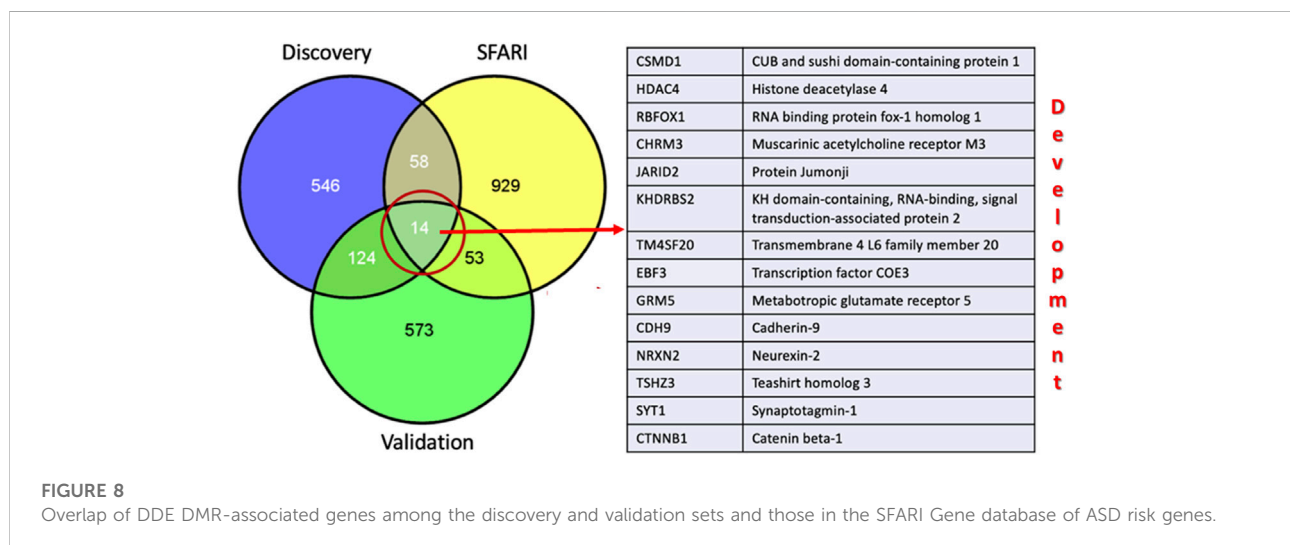 Discovery
SFARI
58
546
929
14
124
53
573
Validation
CSMD1 CUB and sushi domain-containing protein 1
HDAC4 Histone deacetylase 4
RBFOX1 RNA binding protein fox-1 homolog 1
CHRM3 Muscarinic acetylcholine receptor M3
JARID2 Protein Jumonji
KHDRBS2 KH domain-containing, RNA-binding, signal
transduction-associated protein 2
TM4SF20 Transmembrane 4 L6 family member 20
EBF3 Transcription factor COE3
GRM5 Metabotropic glutamate receptor 5
CDH9 Cadherin-9
NRXN2 Neurexin-2
TSHZ3 Teashirt homolog 3
SYT1 Synaptotagmin-1
CTNNB1 Catenin beta-1
Development
FIGURE 8
Overlap of DDE DMR-associated genes among the discovery and validation sets and those in the SFARI Gene database of ASD risk genes.